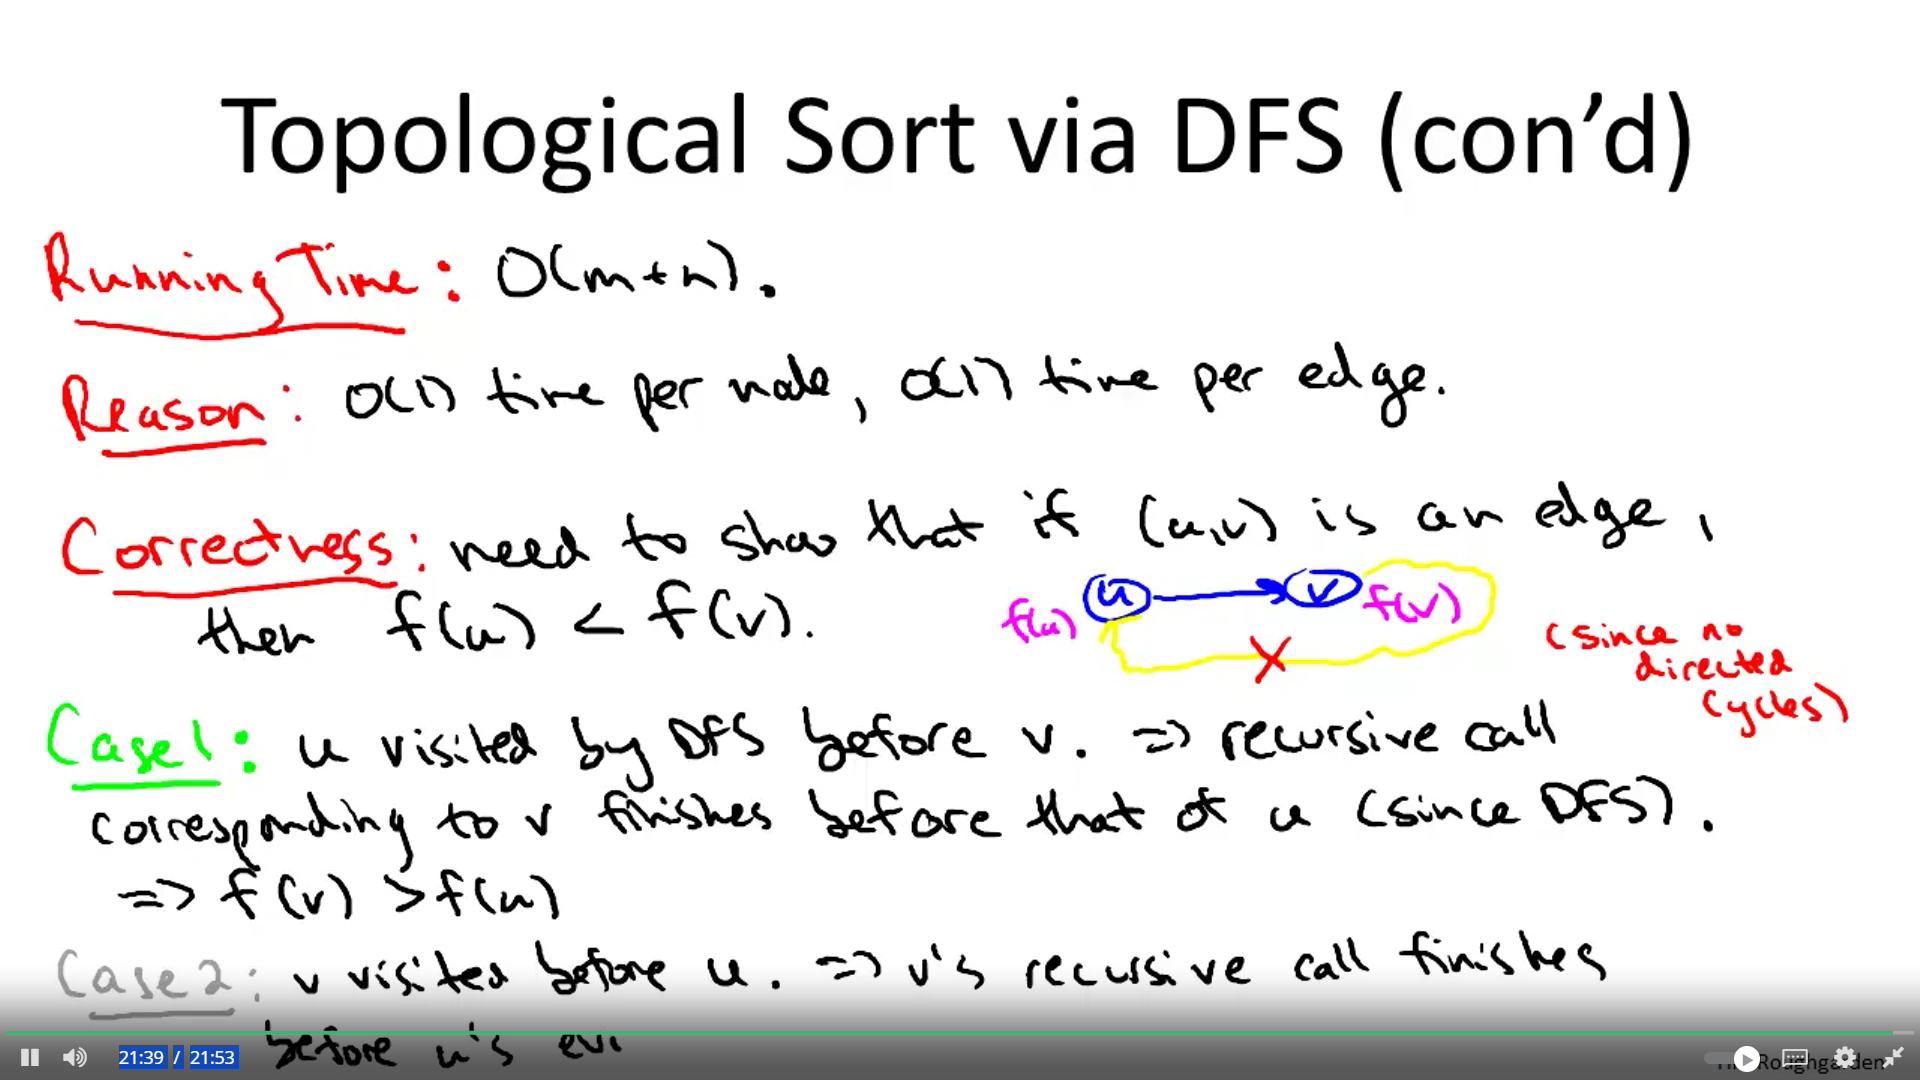 Topological Sort via DFS (con'd)
Running Time: O(m+n).
Reason: O(1) time per node, O(1) time per edge.
Correctness: need to show that if (u,v) is an edge,
then f(u) < f(v).
u v
f(u) f(v)
(since no
directed
cycles)
Case 1: u visited by DFS before v. => recursive call
corresponding to v finishes before that of u (since DFS).
=> f(v) > f(u)
Case 2: v visited before u. => v's recursive call finishes
before u's
21:39 / 21:53
Roughgarden